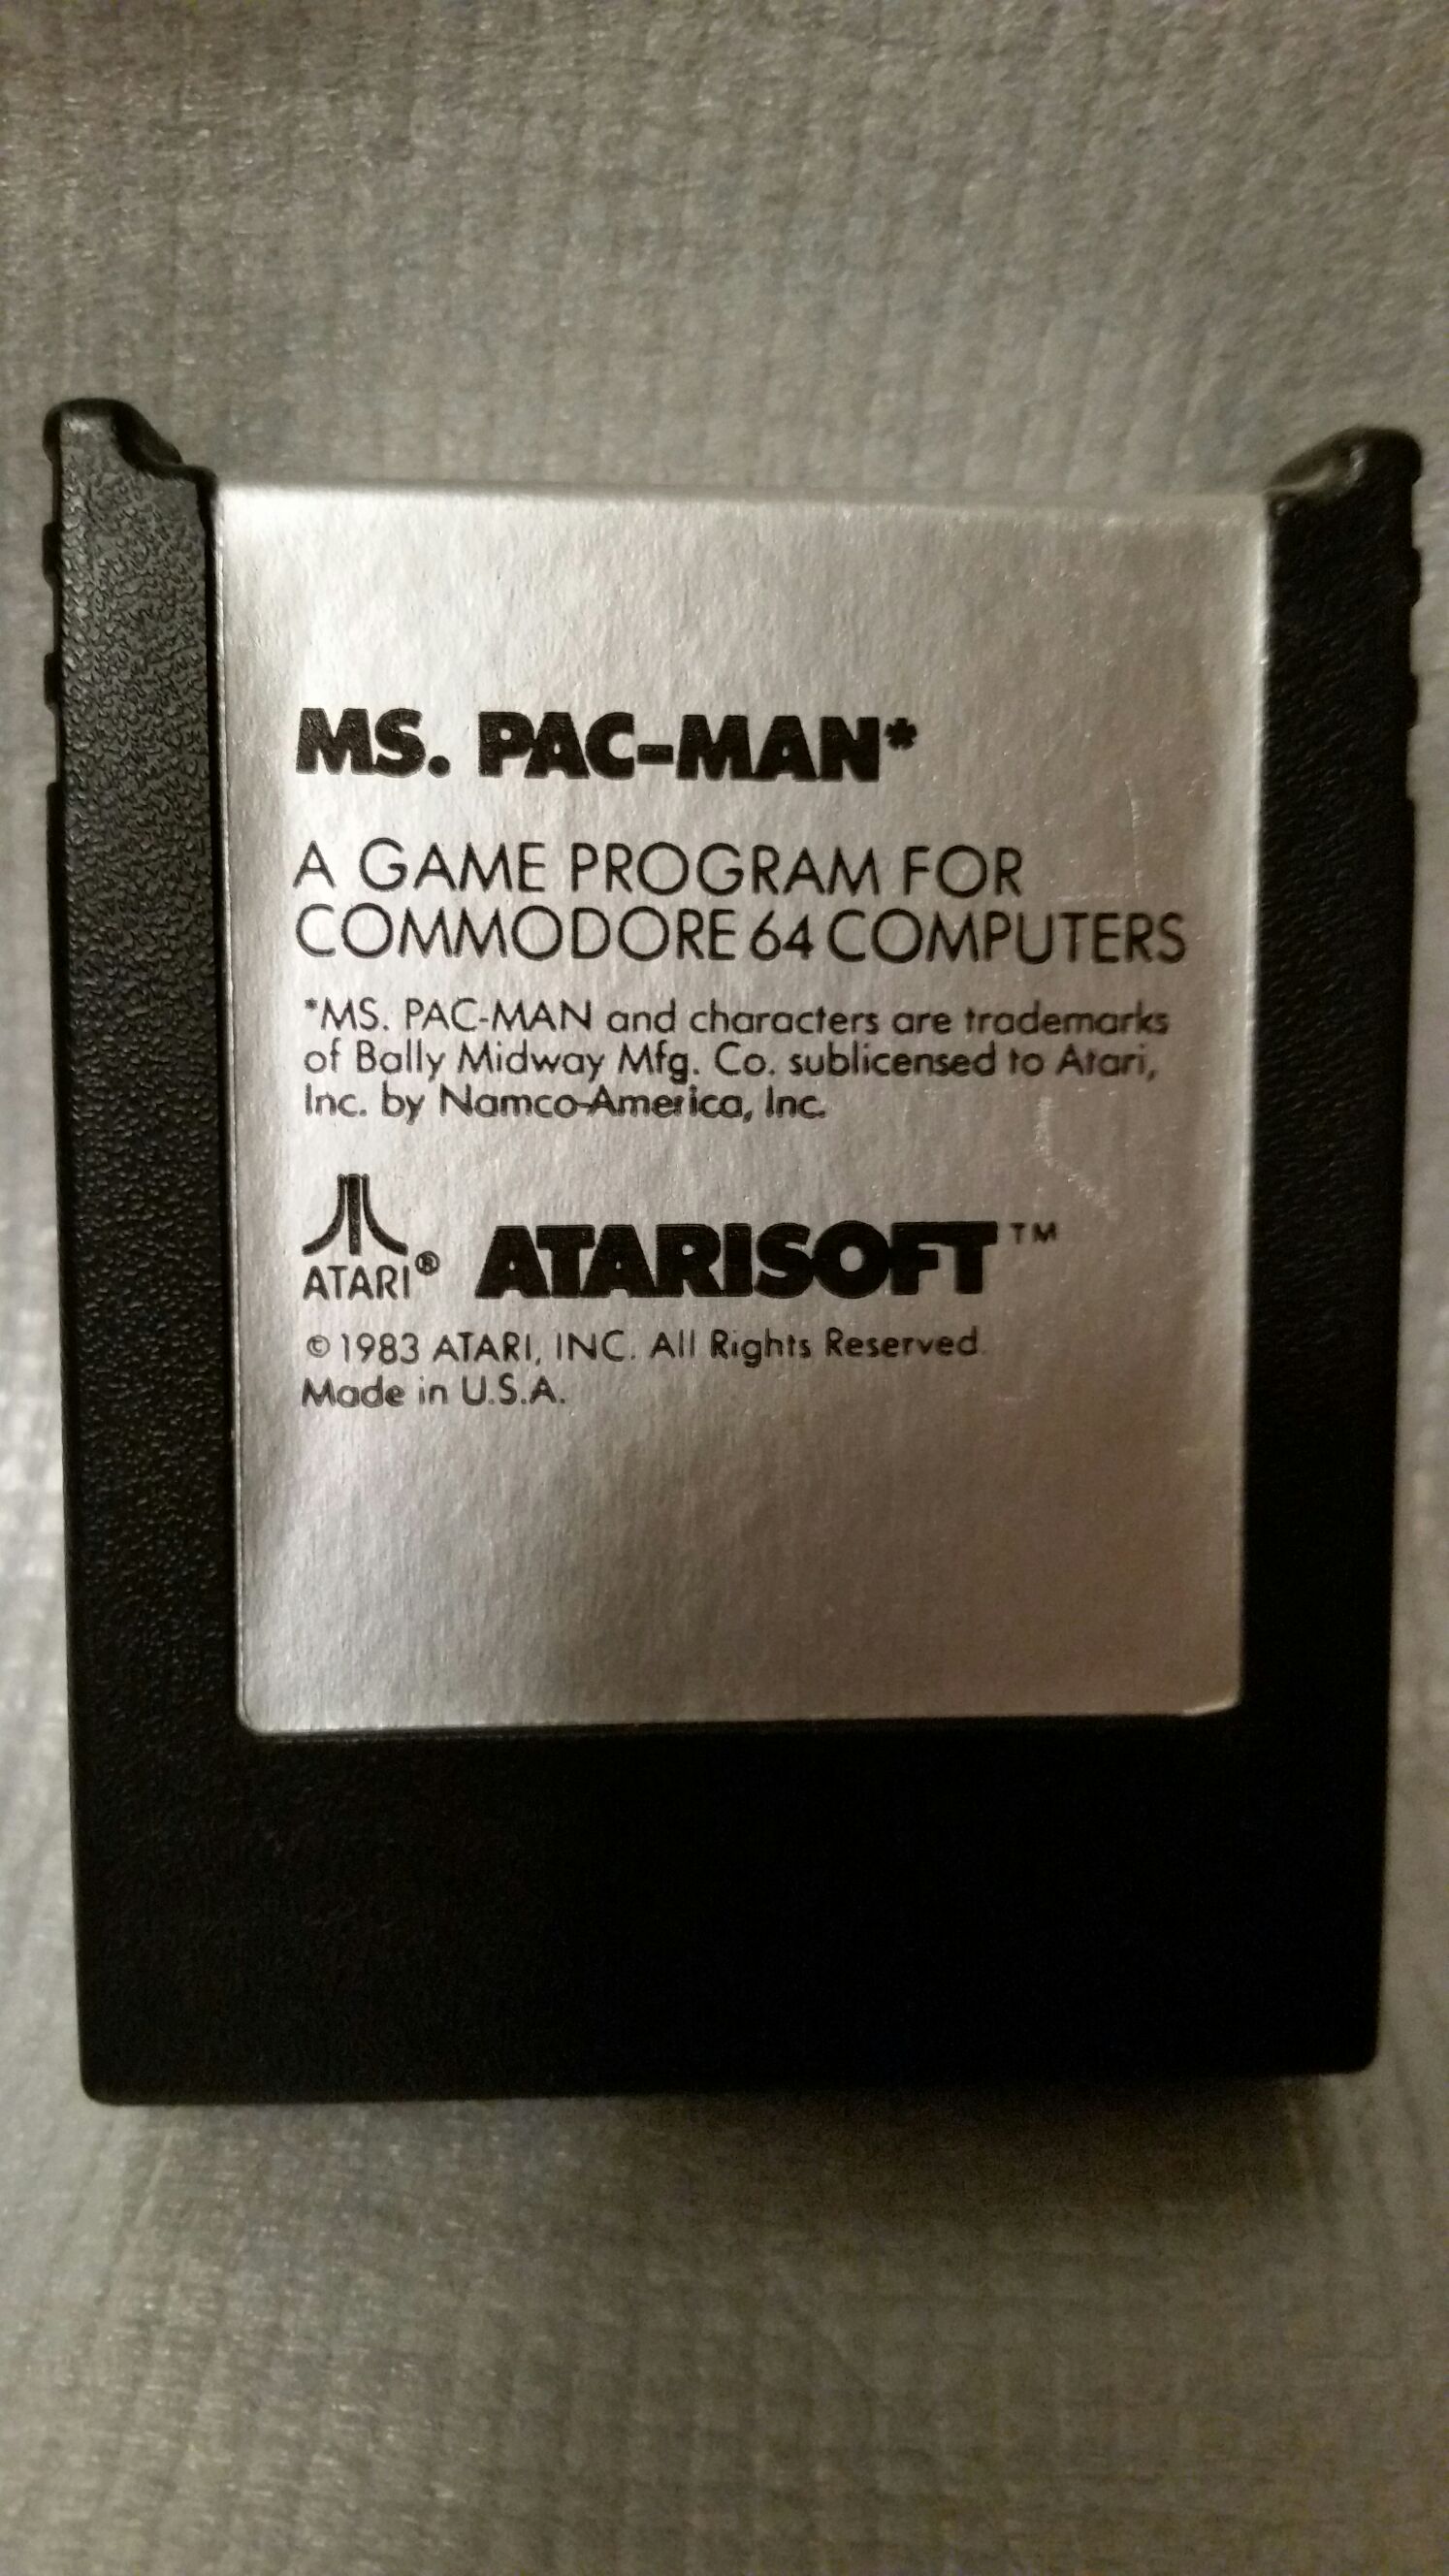 MS. PAC-MAN*
A GAME PROGRAM FOR
COMMODORE 64 COMPUTERS
*MS. PAC-MAN and characters are trademarks
of Bally Midway Mfg. Co. sublicensed to Atari,
Inc. by Namco-America, Inc.
ATARI® ATARISOFT™
©1983 ATARI, INC. All Rights Reserved.
Made in U.S.A.